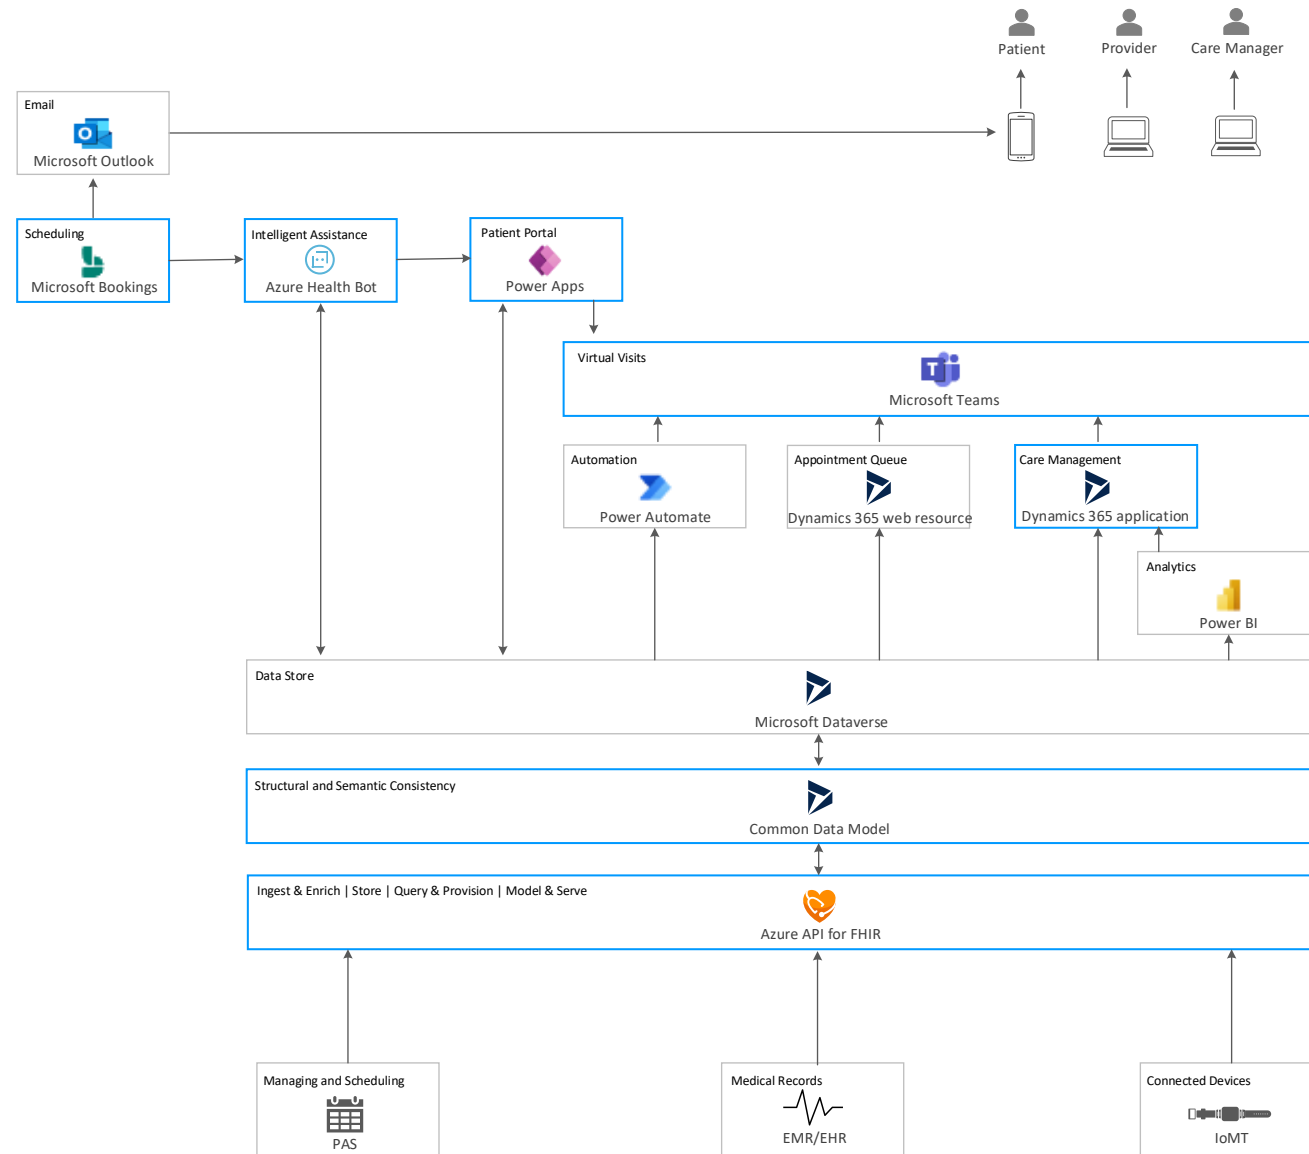 Patient
Provider
Care Manager
Email
Microsoft Outlook
Scheduling
Microsoft Bookings
Intelligent Assistance
Azure Health Bot
Patient Portal
Power Apps
Virtual Visits
Microsoft Teams
Automation
Power Automate
Appointment Queue
Dynamics 365 web resource
Care Management
Dynamics 365 application
Analytics
Power BI
Data Store
Microsoft Dataverse
Structural and Semantic Consistency
Common Data Model
Ingest & Enrich | Store | Query & Provision | Model & Serve
Azure API for FHIR
Managing and Scheduling
PAS
Medical Records
EMR/EHR
Connected Devices
IoMT